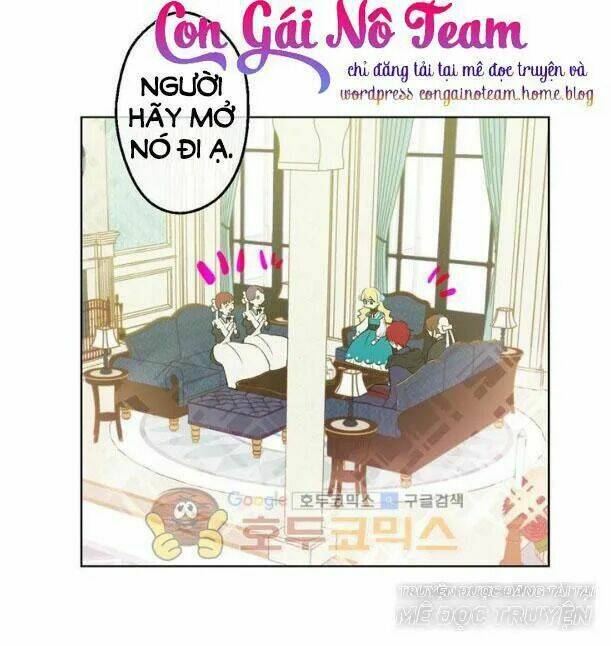 Con Gái Nô Team
chỉ đăng tải tại mê đọc truyện và
wordpress congainoteam.home.blog
NGƯỜI
HÃY MỞ
NÓ ĐI Ạ.
Google 호두코믹스 구글검색
호두코믹스
TRUYỆN ĐƯỢC ĐĂNG TẢI TẠI
MÊ ĐỌC TRUYỆN